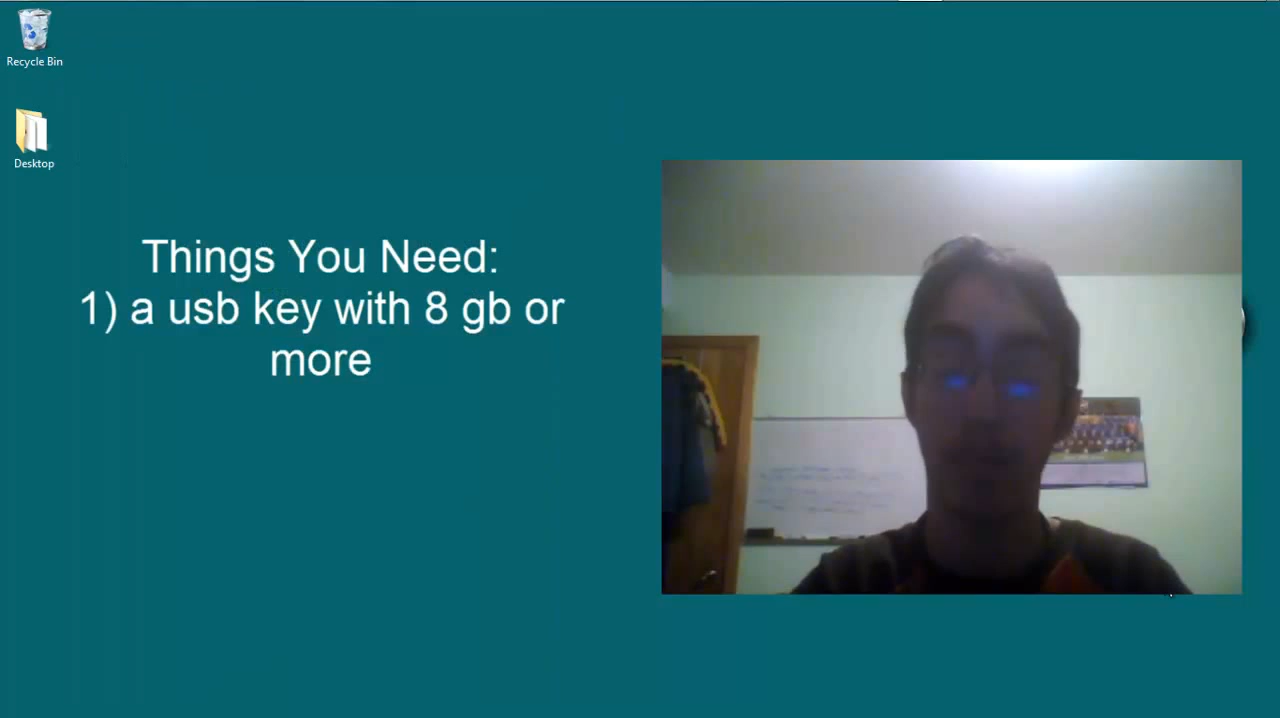 Recycle Bin
Desktop
Things You Need:
1) a usb key with 8 gb or
more